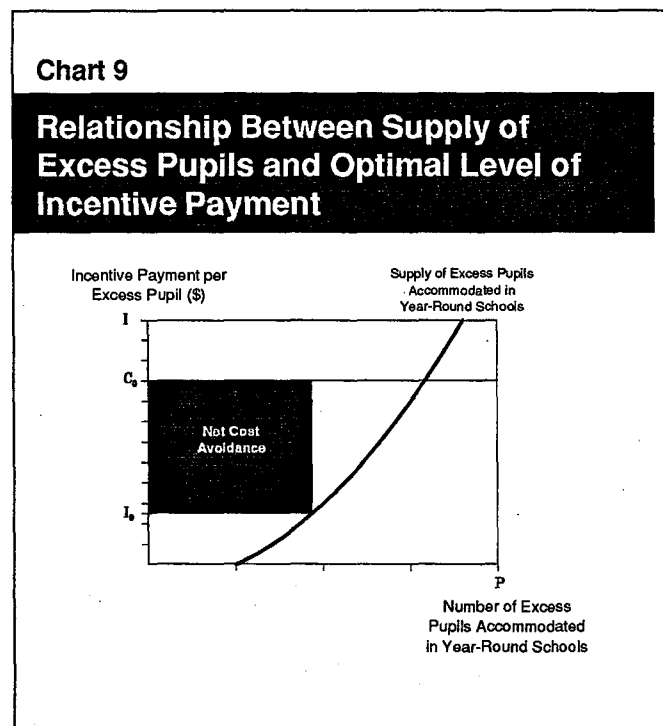 Chart 9
Relationship Between Supply of
Excess Pupils and Optimal Level of
Incentive Payment
Incentive Payment per
Excess Pupil ($)
Supply of Excess Pupils
Accommodated in
Year-Round Schools
I
C₀
Net Cost
Avoidance
I₀
P
Number of Excess
Pupils Accommodated
in Year-Round Schools